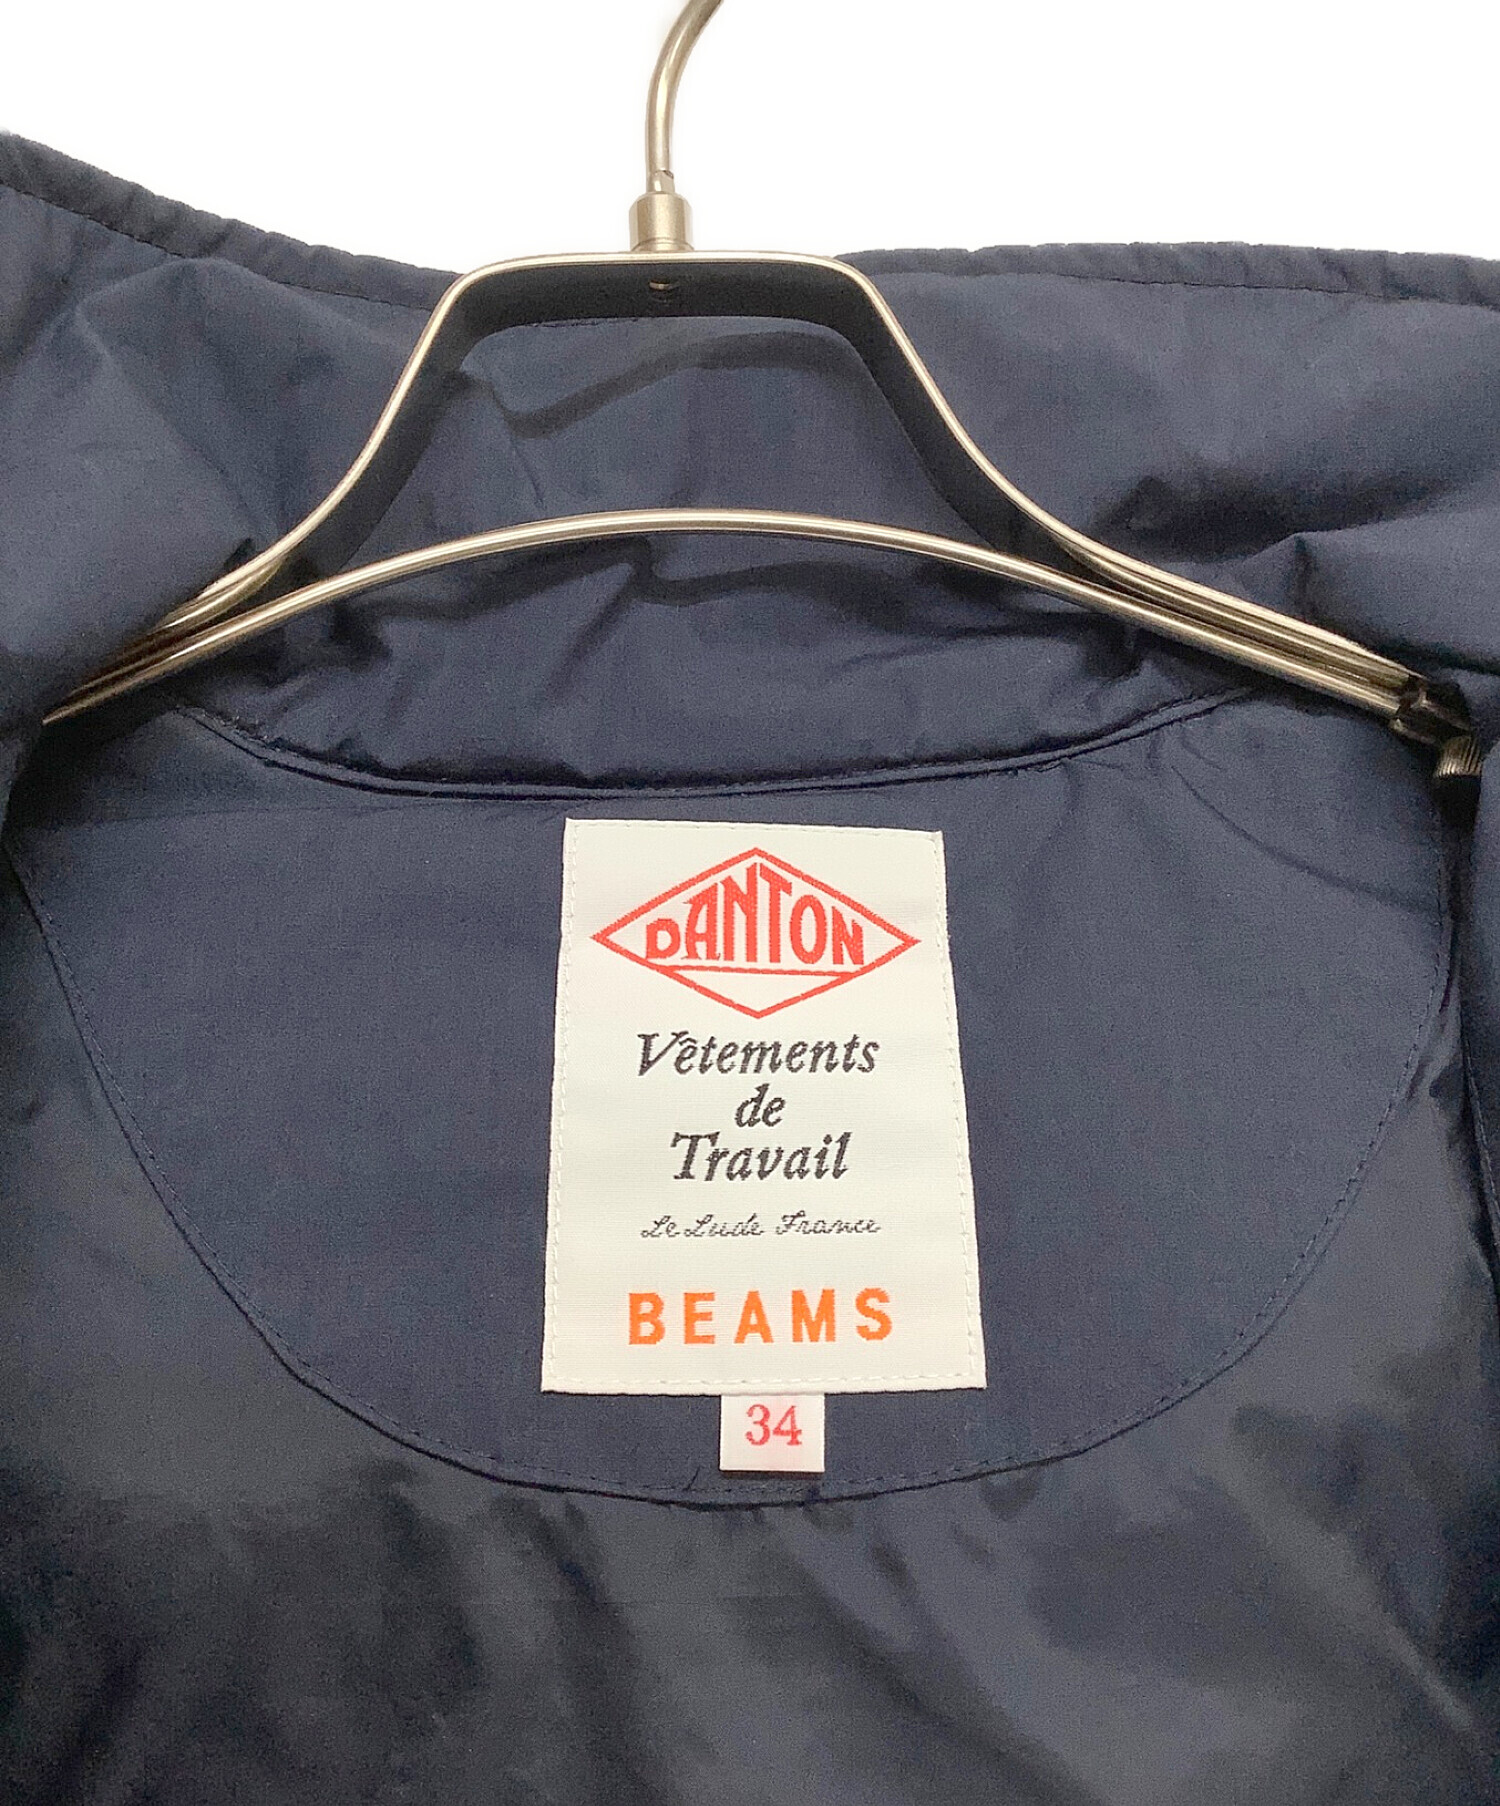 DANTON
Vêtements
de
Travail
Le Lude France
BEAMS
34